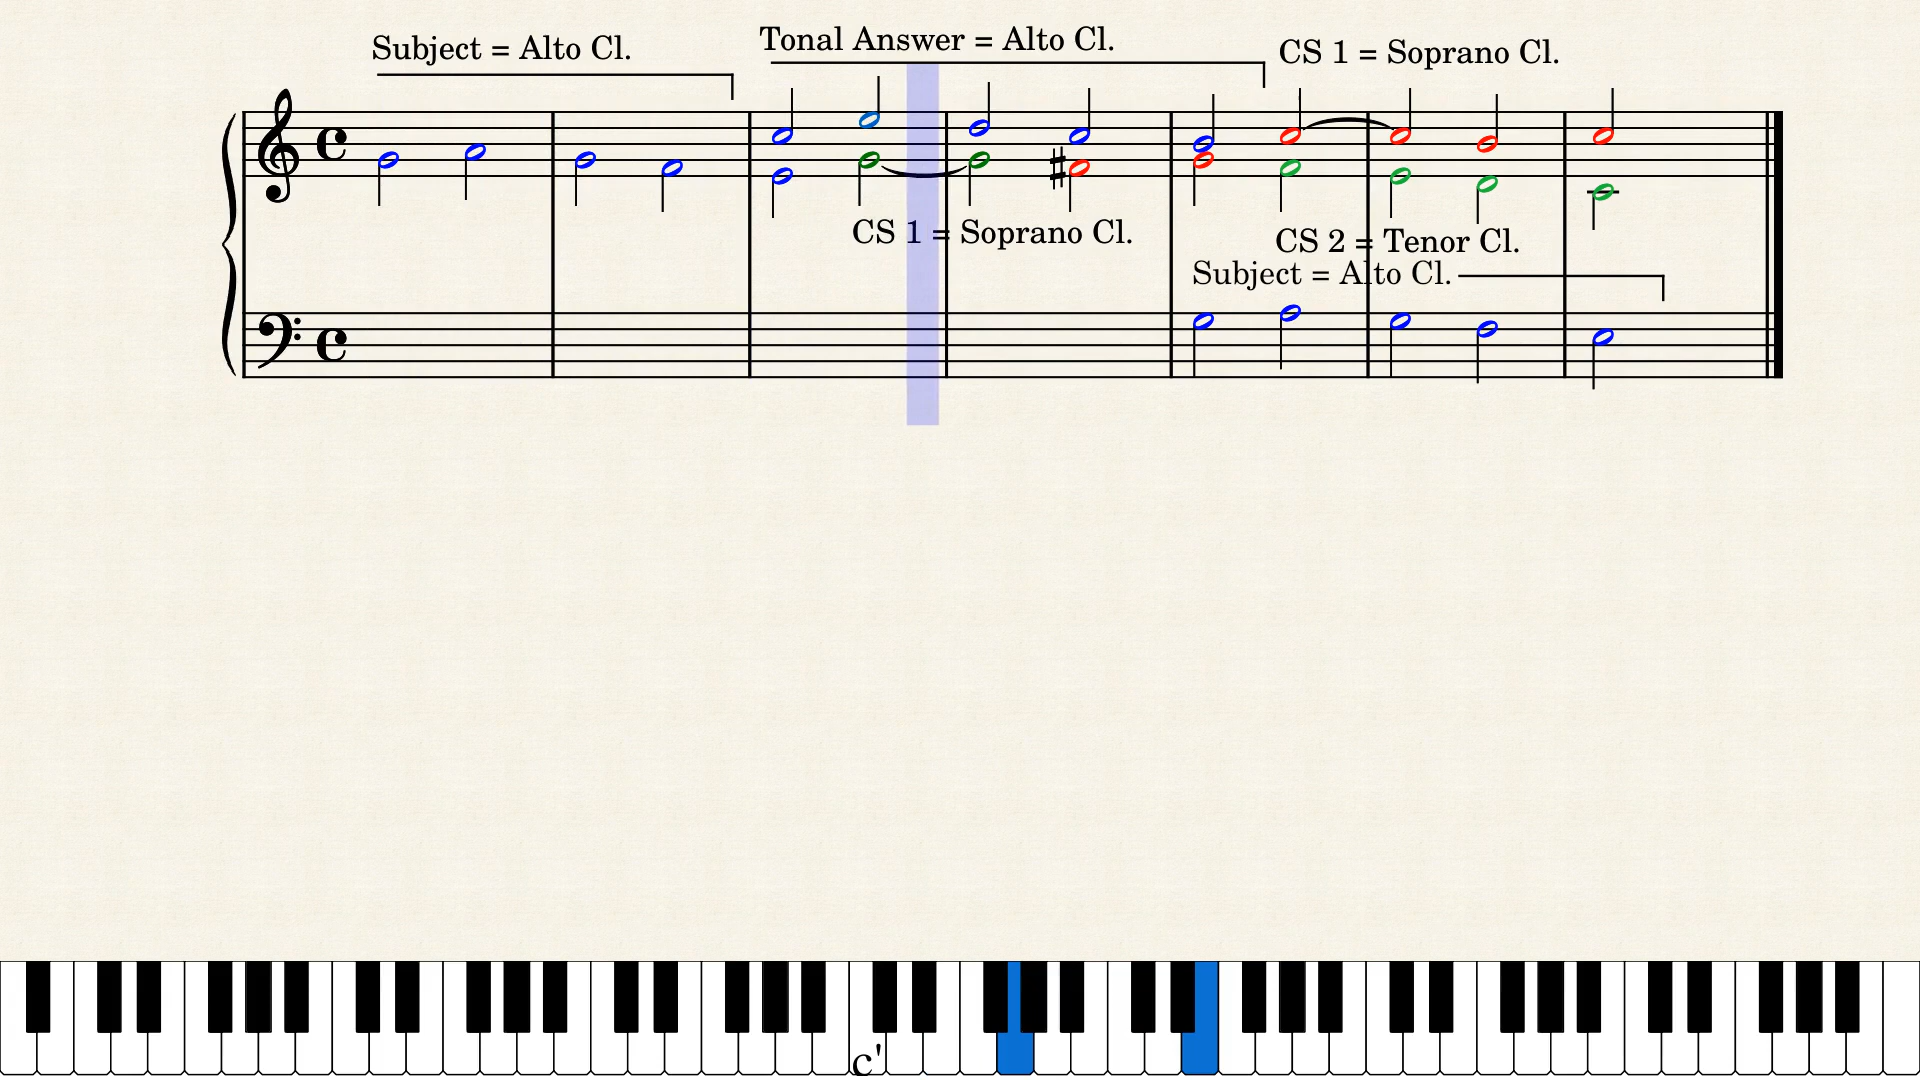 Subject = Alto Cl.
Tonal Answer = Alto Cl.
CS 1 = Soprano Cl.
CS 1 = Soprano Cl.
CS 2 = Tenor Cl.
Subject = Alto Cl.
c'